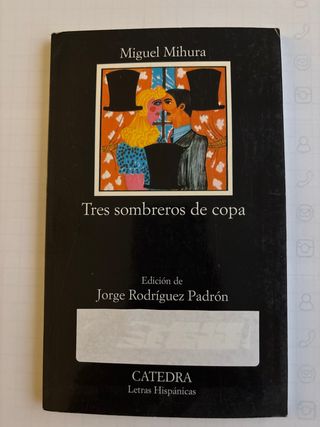 Miguel Mihura
Tres sombreros de copa
Edición de
Jorge Rodríguez Padrón
CATEDRA
Letras Hispánicas